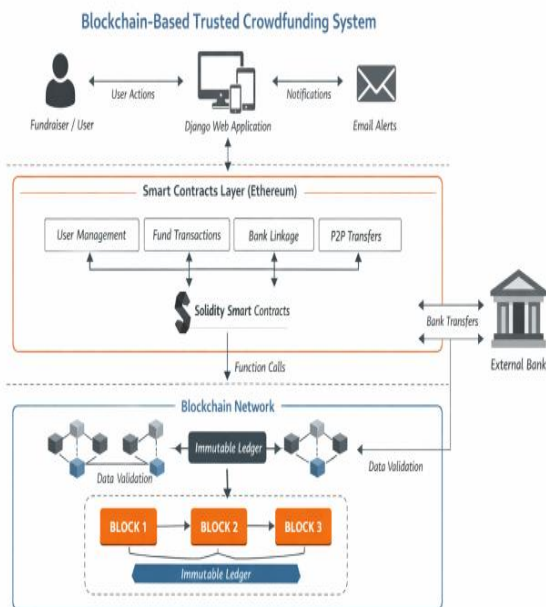 Blockchain-Based Trusted Crowdfunding System
User Actions
Notifications
Fundraiser / User
Django Web Application
Email Alerts
Smart Contracts Layer (Ethereum)
User Management
Fund Transactions
Bank Linkage
P2P Transfers
Solidity Smart Contracts
Bank Transfers
External Bank
Function Calls
Blockchain Network
Immutable Ledger
Data Validation
Data Validation
BLOCK 1
BLOCK 2
BLOCK 3
Immutable Ledger